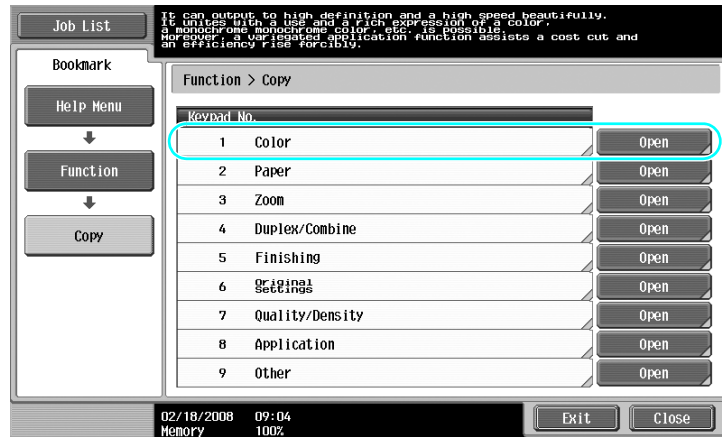 Job List
It can output to high definition and a high speed beautifully.
It unites with a use and a rich expression of a color,
a monochrome monochrome color, etc. is possible.
Moreover, a variegated application function assists a cost cut and
an efficiency rise forcibly.
Bookmark
Help Menu
Function
Copy
Function > Copy
Keypad No.
1 Color Open
2 Paper Open
3 Zoom Open
4 Duplex/Combine Open
5 Finishing Open
6 Original Settings Open
7 Quality/Density Open
8 Application Open
9 Other Open
02/18/2008 09:04
Memory 100%
Exit
Close